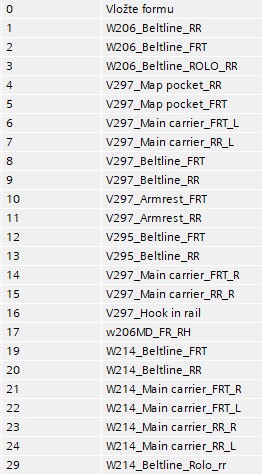 0 Vložte formu
1 W206_Beltline_RR
2 W206_Beltline_FRT
3 W206_Beltline_ROLO_RR
4 V297_Map pocket_RR
5 V297_Map pocket_FRT
6 V297_Main carrier_FRT_L
7 V297_Main carrier_RR_L
8 V297_Beltline_FRT
9 V297_Beltline_RR
10 V297_Armrest_FRT
11 V297_Armrest_RR
12 V295_Beltline_FRT
13 V295_Beltline_RR
14 V297_Main carrier_FRT_R
15 V297_Main carrier_RR_R
16 V297_Hook in rail
17 w206MD_FR_RH
19 W214_Beltline_FRT
20 W214_Beltline_RR
21 W214_Main carrier_FRT_R
22 W214_Main carrier_FRT_L
23 W214_Main carrier_RR_R
24 W214_Main carrier_RR_L
29 W214_Beltline_Rolo_rr